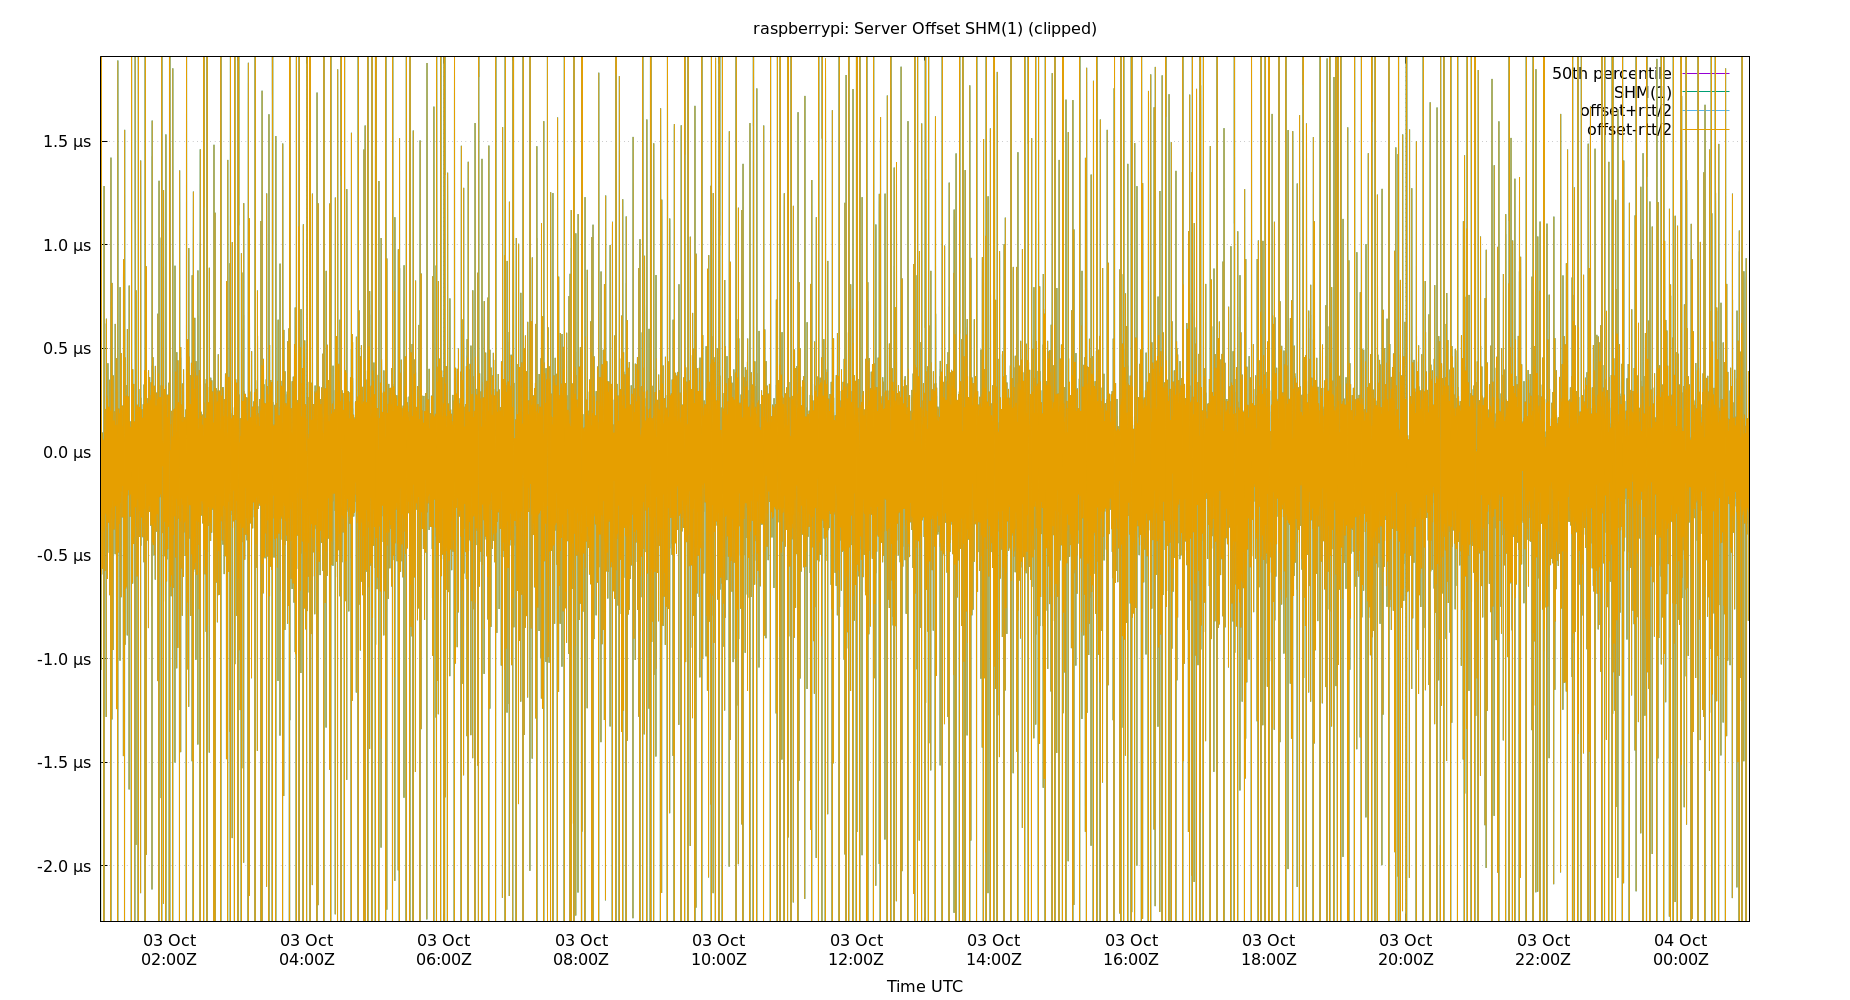 raspberrypi: Server Offset SHM(1) (clipped)
50th percentile
SHM(1)
offset+rtt/2
offset-rtt/2
1.5 µs
1.0 µs
0.5 µs
0.0 µs
-0.5 µs
-1.0 µs
-1.5 µs
-2.0 µs
03 Oct 03 Oct 03 Oct 03 Oct 03 Oct 03 Oct 03 Oct 03 Oct 03 Oct 03 Oct 03 Oct 04 Oct
02:00Z 04:00Z 06:00Z 08:00Z 10:00Z 12:00Z 14:00Z 16:00Z 18:00Z 20:00Z 22:00Z 00:00Z
Time UTC